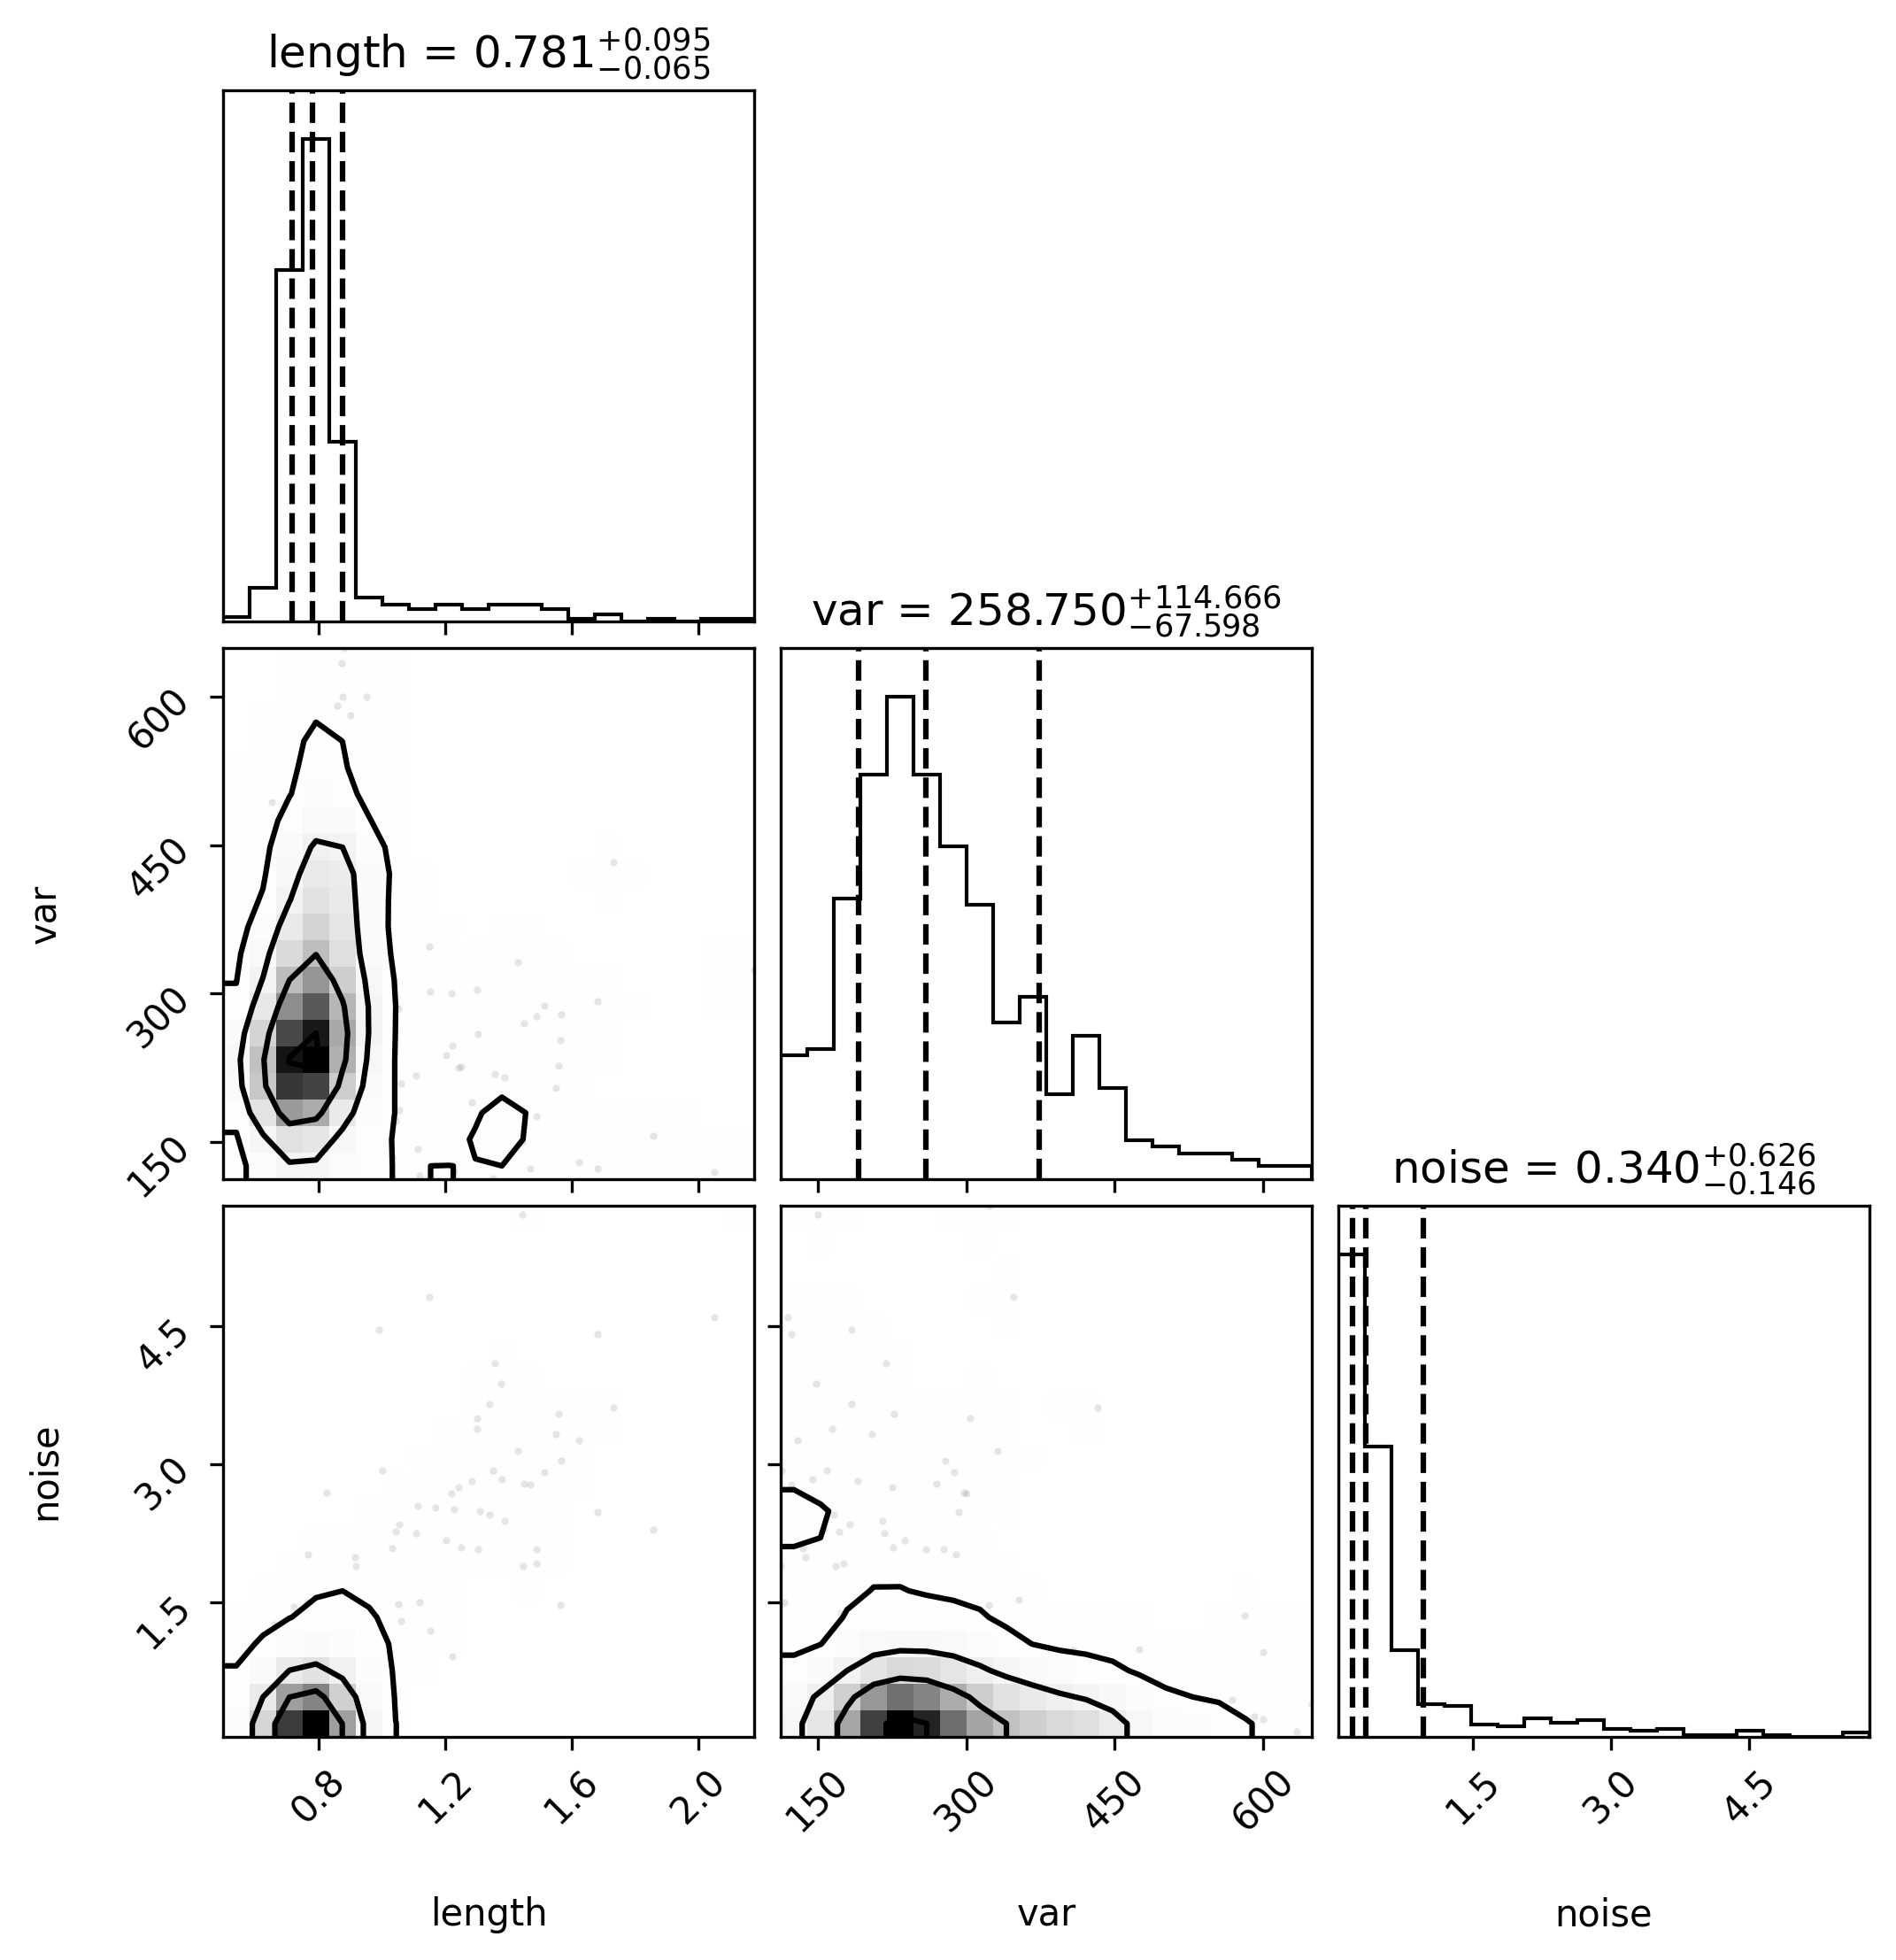 length = 0.781 +0.095 −0.065
var = 258.750 +114.666 −67.598
600
450
300
150
var
noise = 0.340 +0.626 −0.146
4.5
3.0
1.5
noise
0.8 1.2 1.6 2.0 150 300 450 600 1.5 3.0 4.5
length var noise